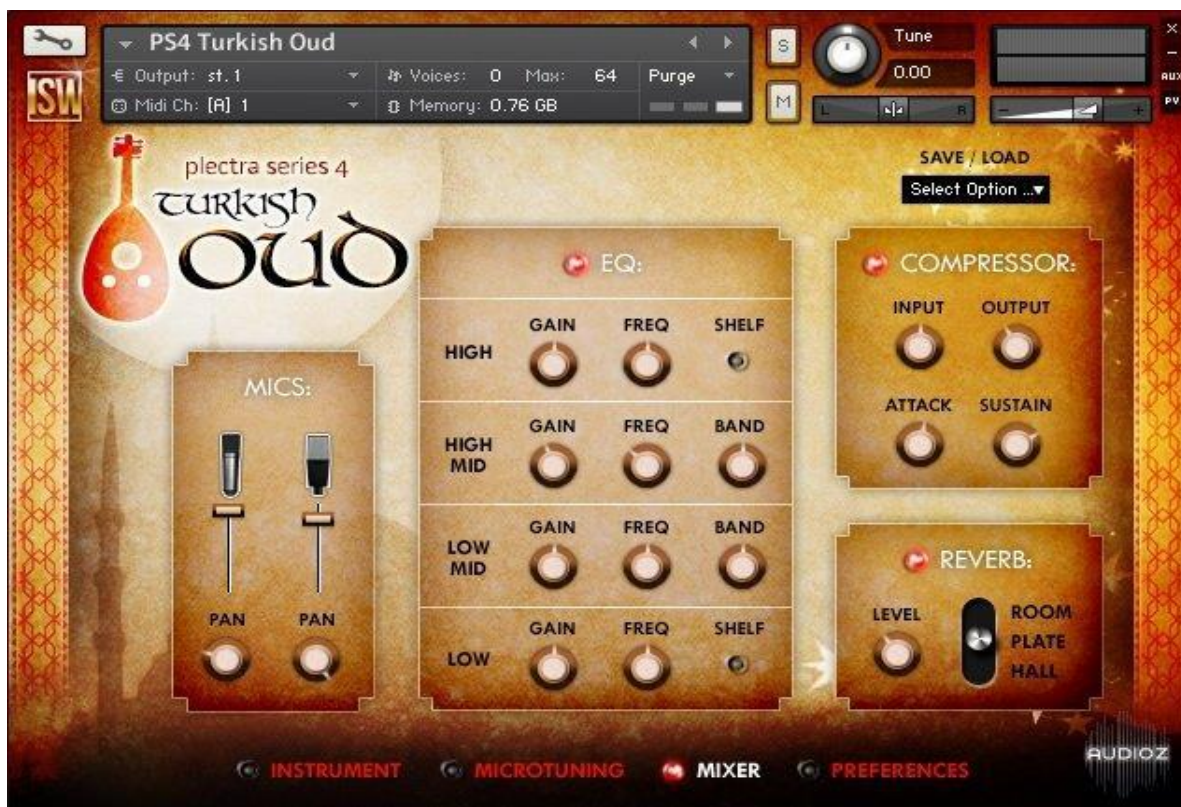 PS4 Turkish Oud
S
Tune
×
Output: st. 1
Voices: 0 Max: 64
Purge
0.00
AUX
ISW
Midi Ch: [A] 1
Memory: 0.76 GB
M
L
R
PV
plectra series 4
TURKISH
OUD
SAVE / LOAD
Select Option ...
EQ:
COMPRESSOR:
GAIN FREQ SHELF
INPUT OUTPUT
HIGH
MICS:
GAIN FREQ BAND
ATTACK SUSTAIN
HIGH
MID
GAIN FREQ BAND
LOW
MID
REVERB:
PAN PAN
GAIN FREQ SHELF
LEVEL
ROOM
PLATE
HALL
LOW
AUDIOZ
INSTRUMENT MICROTUNING MIXER PREFERENCES